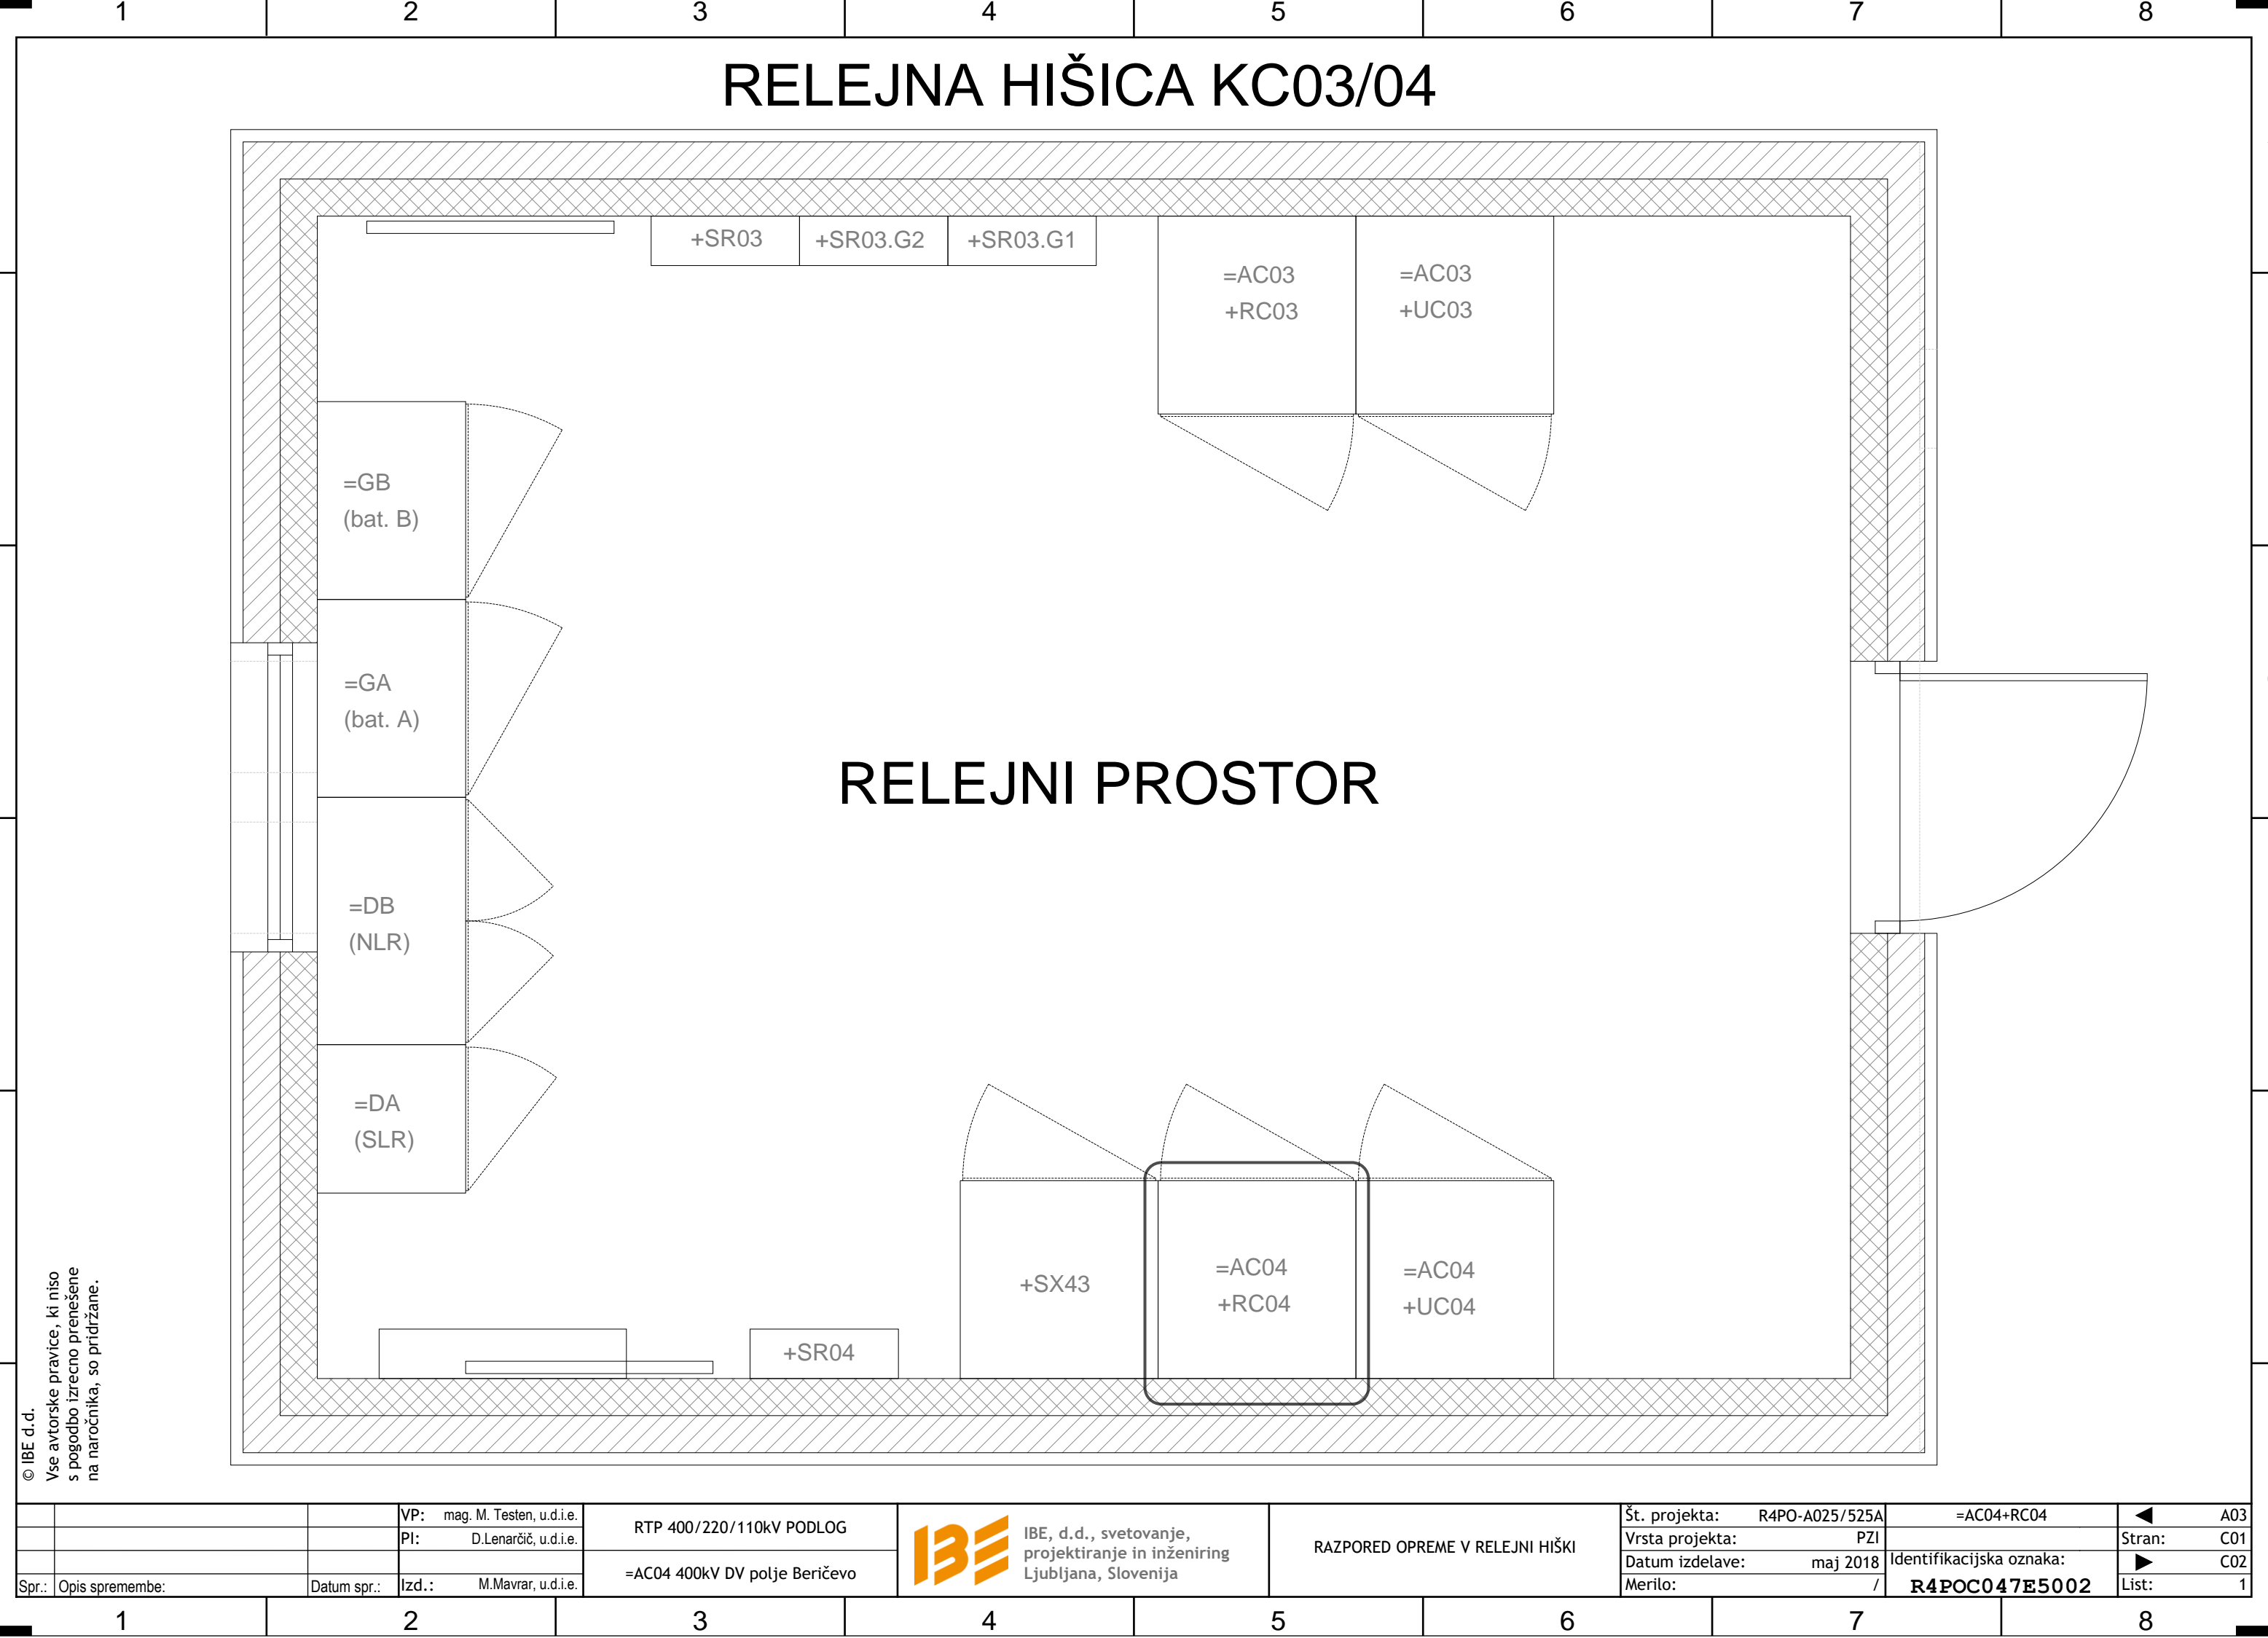 1 2 3 4 5 6 7 8
RELEJNA HIŠICA KC03/04
+SR03 +SR03.G2 +SR03.G1
=AC03
+RC03
=AC03
+UC03
=GB
(bat. B)
=GA
(bat. A)
RELEJNI PROSTOR
=DB
(NLR)
=DA
(SLR)
+SX43
=AC04
+RC04
=AC04
+UC04
+SR04
© IBE d.d.
Vse avtorske pravice, ki niso
s pogodbo izrecno prenešene
na naročnika, so pridržane.
Spr.: Opis spremembe: Datum spr.:
VP: mag. M. Testen, u.d.i.e.
PI: D.Lenarčič, u.d.i.e.
Izd.: M.Mavrar, u.d.i.e.
RTP 400/220/110kV PODLOG
=AC04 400kV DV polje Beričevo
IBE
IBE, d.d., svetovanje,
projektiranje in inženiring
Ljubljana, Slovenija
RAZPORED OPREME V RELEJNI HIŠKI
Št. projekta: R4PO-A025/525A
Vrsta projekta: PZI
Datum izdelave: maj 2018
Merilo: /
=AC04+RC04
Identifikacijska oznaka:
R4POC047E5002
◀ A03
Stran: C01
▶ C02
List: 1
1 2 3 4 5 6 7 8